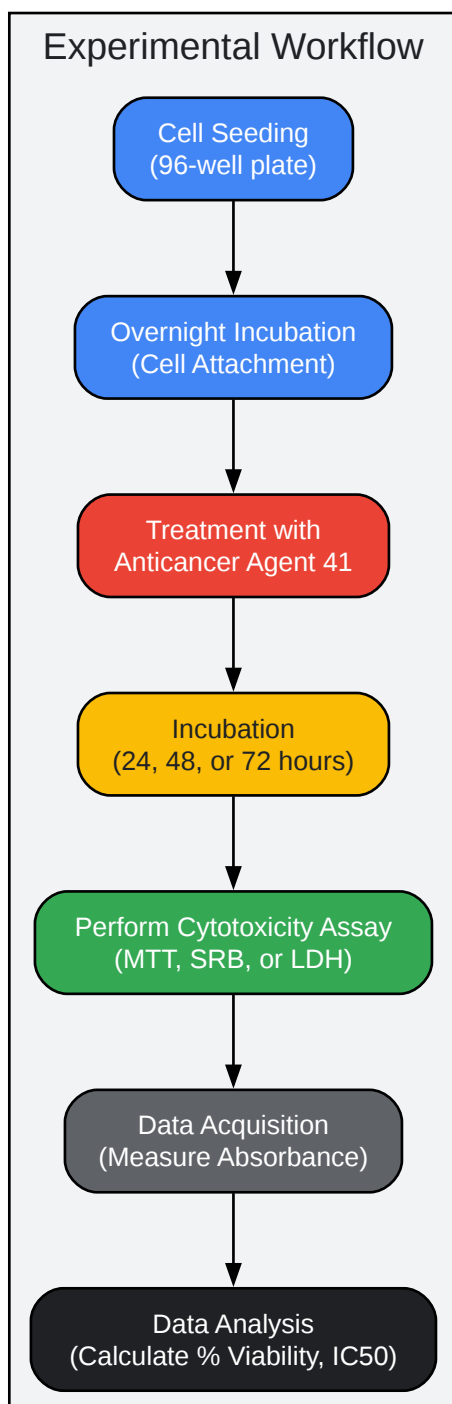 Experimental Workflow
Cell Seeding
(96-well plate)
Overnight Incubation
(Cell Attachment)
Treatment with
Anticancer Agent 41
Incubation
(24, 48, or 72 hours)
Perform Cytotoxicity Assay
(MTT, SRB, or LDH)
Data Acquisition
(Measure Absorbance)
Data Analysis
(Calculate % Viability, IC50)